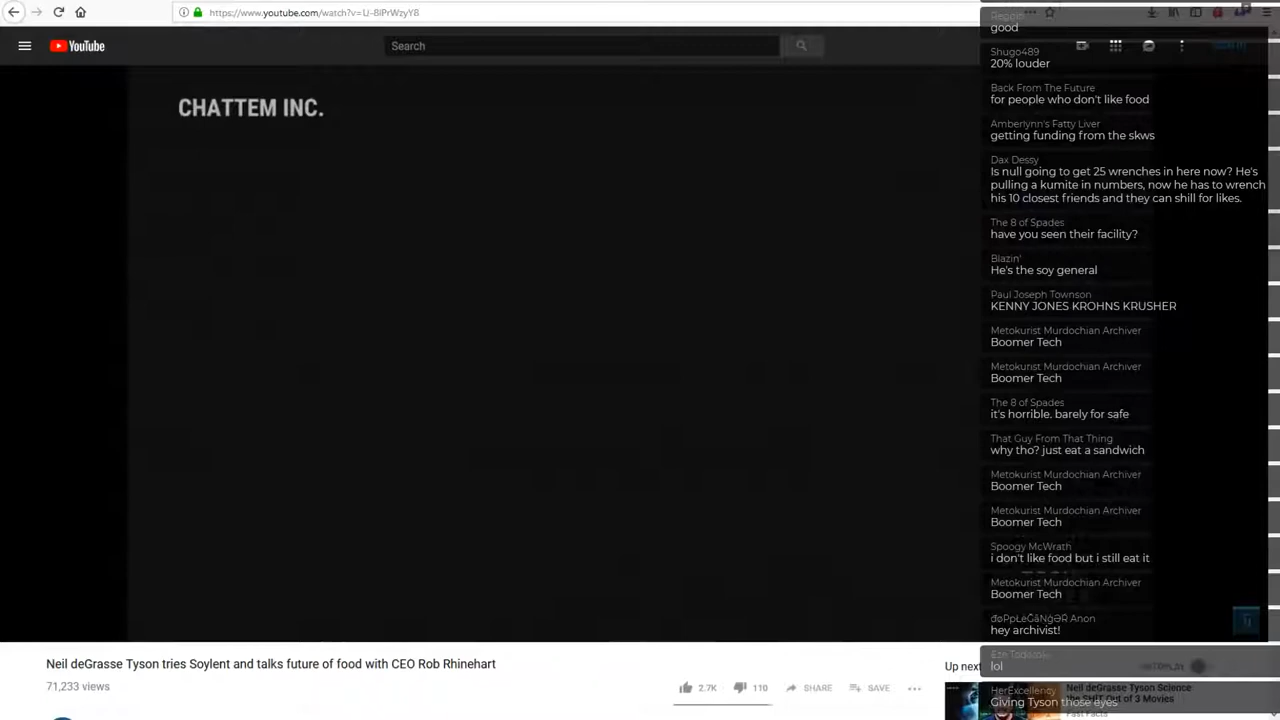 https://www.youtube.com/watch?v=U-8iPrWzyY8
YouTube
Search
CHATTEM INC.
Neil deGrasse Tyson tries Soylent and talks future of food with CEO Rob Rhinehart
71,233 views
2.7K
110
SHARE
SAVE
Up next
Neil deGrasse Tyson Science
the SHIT Out of 3 Movies
Fast Facts
good
Shugo489
20% louder
Back From The Future
for people who don't like food
Amberlynn's Fatty Liver
getting funding from the skws
Dax Dessy
Is null going to get 25 wrenches in here now? He's
pulling a kumite in numbers, now he has to wrench
his 10 closest friends and they can shill for likes.
The 8 of Spades
have you seen their facility?
Blazin'
He's the soy general
Paul Joseph Townson
KENNY JONES KROHNS KRUSHER
Metokurist Murdochian Archiver
Boomer Tech
Metokurist Murdochian Archiver
Boomer Tech
The 8 of Spades
it's horrible. barely for safe
That Guy From That Thing
why tho? just eat a sandwich
Metokurist Murdochian Archiver
Boomer Tech
Metokurist Murdochian Archiver
Boomer Tech
Spoogy McWrath
i don't like food but i still eat it
Metokurist Murdochian Archiver
Boomer Tech
Anon
hey archivist!
lol
HerExcellency
Giving Tyson those eyes